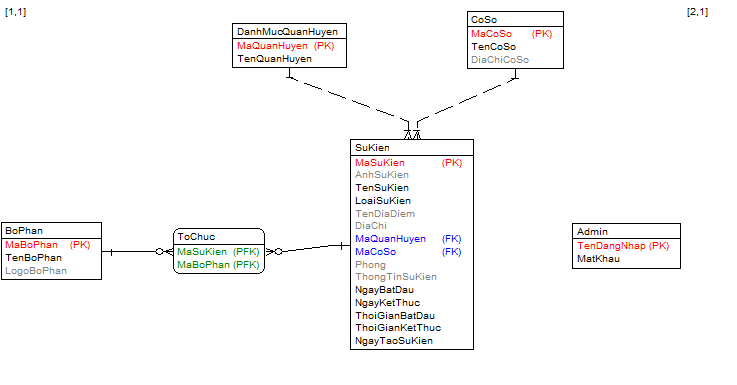 [1,1]
[2,1]
DanhMucQuanHuyen
MaQuanHuyen (PK)
TenQuanHuyen
CoSo
MaCoSo (PK)
TenCoSo
DiaChiCoSo
SuKien
MaSuKien (PK)
AnhSuKien
TenSuKien
LoaiSuKien
TenDiaDiem
DiaChi
MaQuanHuyen (FK)
MaCoSo (FK)
Phong
ThongTinSuKien
NgayBatDau
NgayKetThuc
ThoiGianBatDau
ThoiGianKetThuc
NgayTaoSuKien
BoPhan
MaBoPhan (PK)
TenBoPhan
LogoBoPhan
ToChuc
MaSuKien (PFK)
MaBoPhan (PFK)
Admin
TenDangNhap (PK)
MatKhau